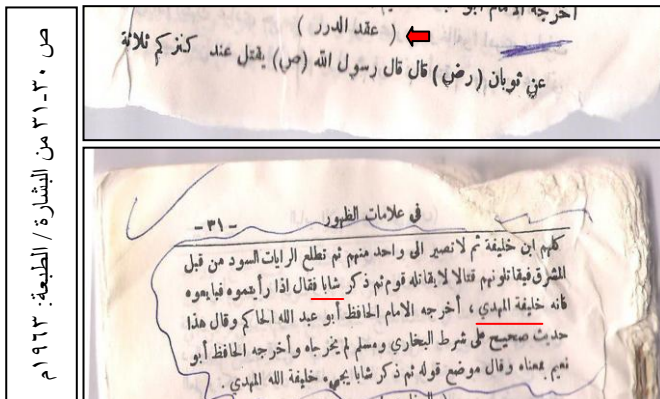 ص ٣٠-٣١ من البشارة / الطبعة: ١٩٦٣م
أخرجه الامام
( عقد الدرر )
عن ثوبان ( رض ) قال قال رسول الله (ص) يقتل عند كنزكم ثلاثة
في علامات الظهور
-٣١-
كلهم ابن خليفة ثم لا تصير الى واحد منهم ثم تطلع الرايات السود من قبل
المشرق فيقاتلونهم قتالا لا يقاتله قوم ثم ذكر شابا فقال اذا رأيتموه فبايعوه
فانه خليفة المهدي ، أخرجه الامام الحافظ أبو عبد الله الحاكم وقال هذا
حديث صحيح على شرط البخاري ومسلم لم يخرجاه وأخرجه الحافظ أبو
نعيم بمعناه وقال موضع قوله ثم ذكر شابا يجيء خليفة الله المهدي .